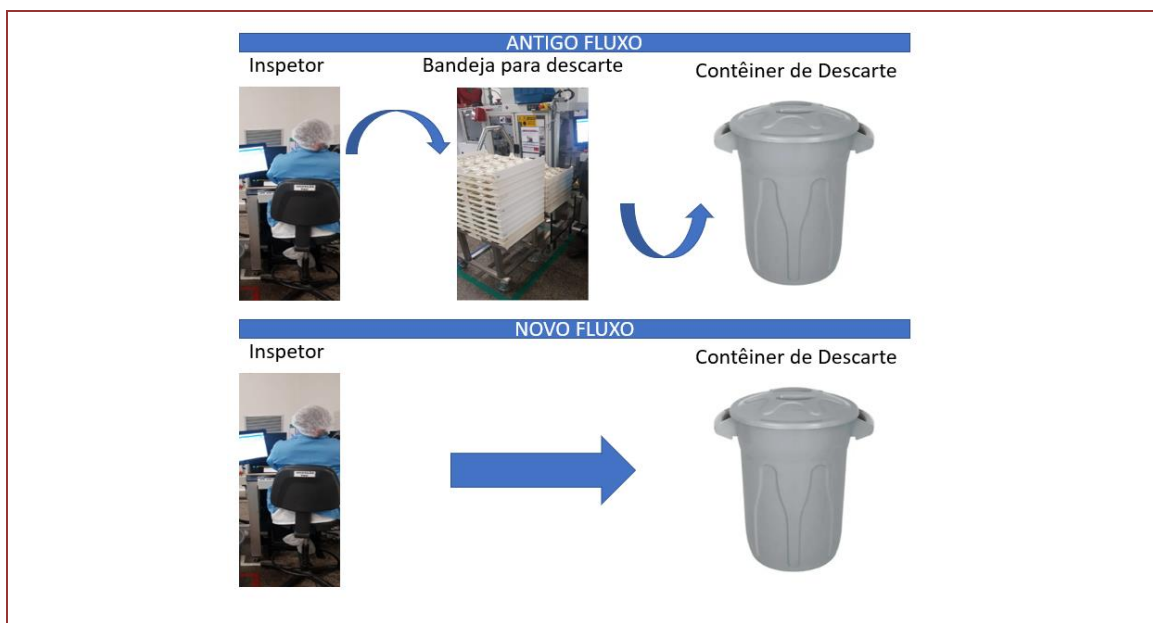 ANTIGO FLUXO
Inspetor
Bandeja para descarte
Contêiner de Descarte
NOVO FLUXO
Inspetor
Contêiner de Descarte